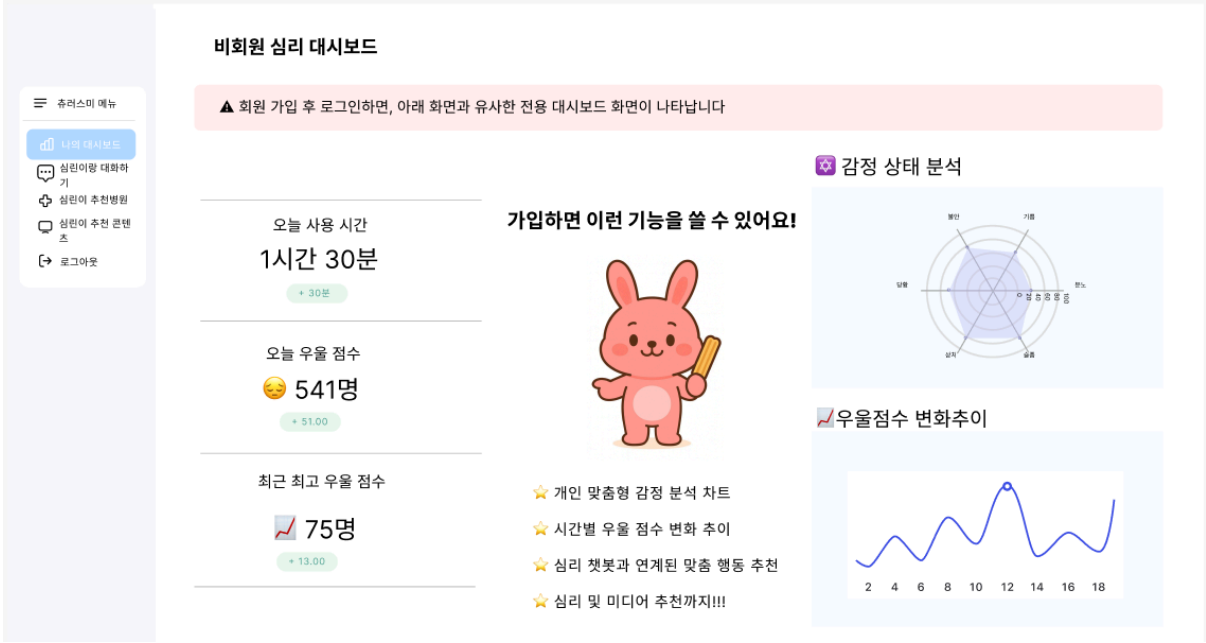 비회원 심리 대시보드
⚠ 회원 가입 후 로그인하면, 아래 화면과 유사한 전용 대시보드 화면이 나타납니다
츄러스미 메뉴
나의 대시보드
심린이랑 대화하
기
심린이 추천병원
심린이 추천 콘텐
츠
로그아웃
오늘 사용 시간
1시간 30분
+ 30분
오늘 우울 점수
😔 541명
+ 51.00
최근 최고 우울 점수
📈 75명
+ 13.00
가입하면 이런 기능을 쓸 수 있어요!
⭐ 개인 맞춤형 감정 분석 차트
⭐ 시간별 우울 점수 변화 추이
⭐ 심리 챗봇과 연계된 맞춤 행동 추천
⭐ 심리 및 미디어 추천까지!!!
🔯 감정 상태 분석
불안 기쁨
당황 분노
0 20 40 60 80 100
상처 슬픔
📈우울점수 변화추이
2 4 6 8 10 12 14 16 18